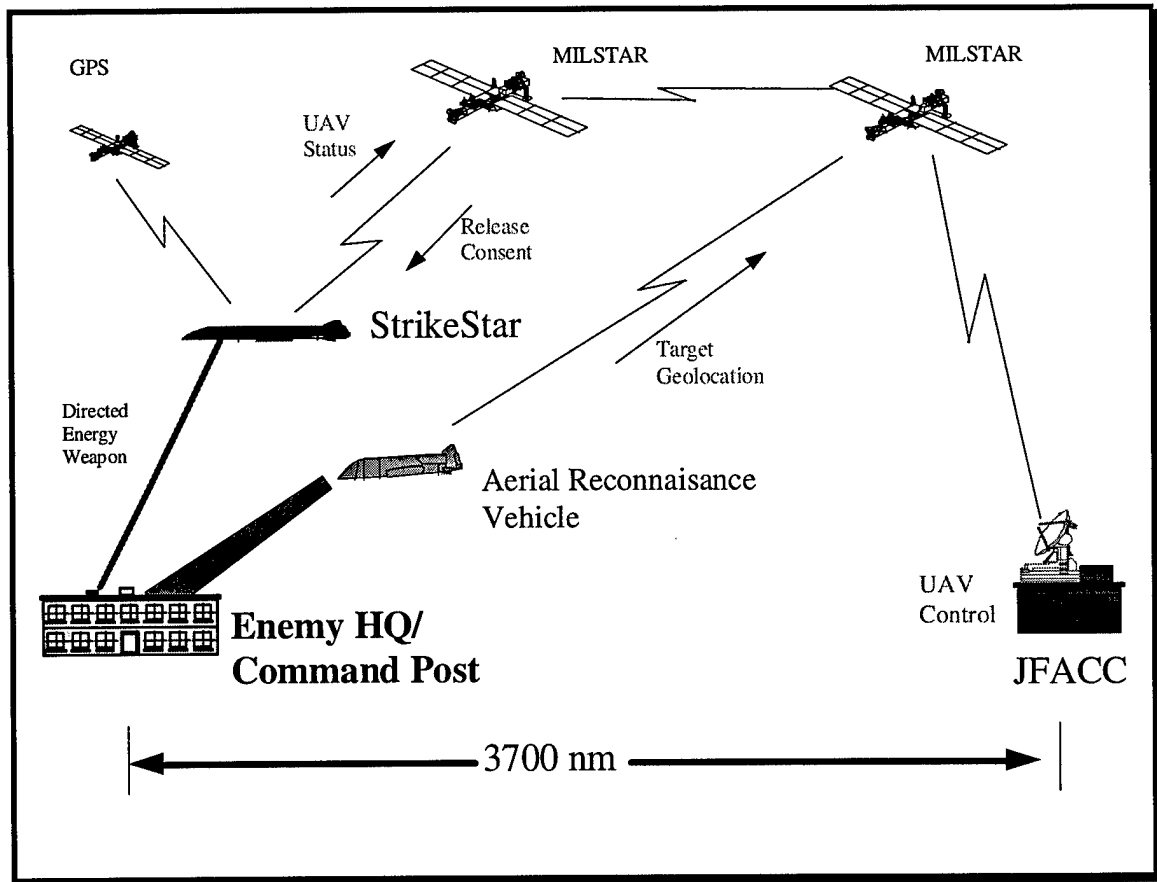 GPS
MILSTAR
MILSTAR
UAV
Status
Release
Consent
StrikeStar
Target
Geolocation
Directed
Energy
Weapon
Aerial Reconnaisance
Vehicle
Enemy HQ/
Command Post
UAV
Control
JFACC
3700 nm